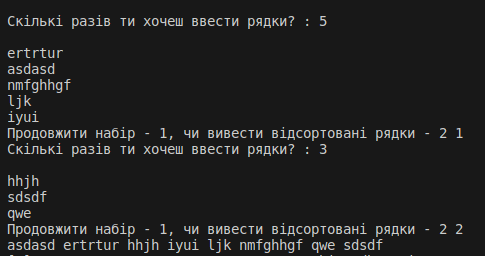 Скільки разів ти хочеш ввести рядки? : 5
ertrtur
asdasd
nmfghhgf
ljk
iyui
Продовжити набір - 1, чи вивести відсортовані рядки - 2 1
Скільки разів ти хочеш ввести рядки? : 3
hhjh
sdsdf
qwe
Продовжити набір - 1, чи вивести відсортовані рядки - 2 2
asdasd ertrtur hhjh iyui ljk nmfghhgf qwe sdsdf